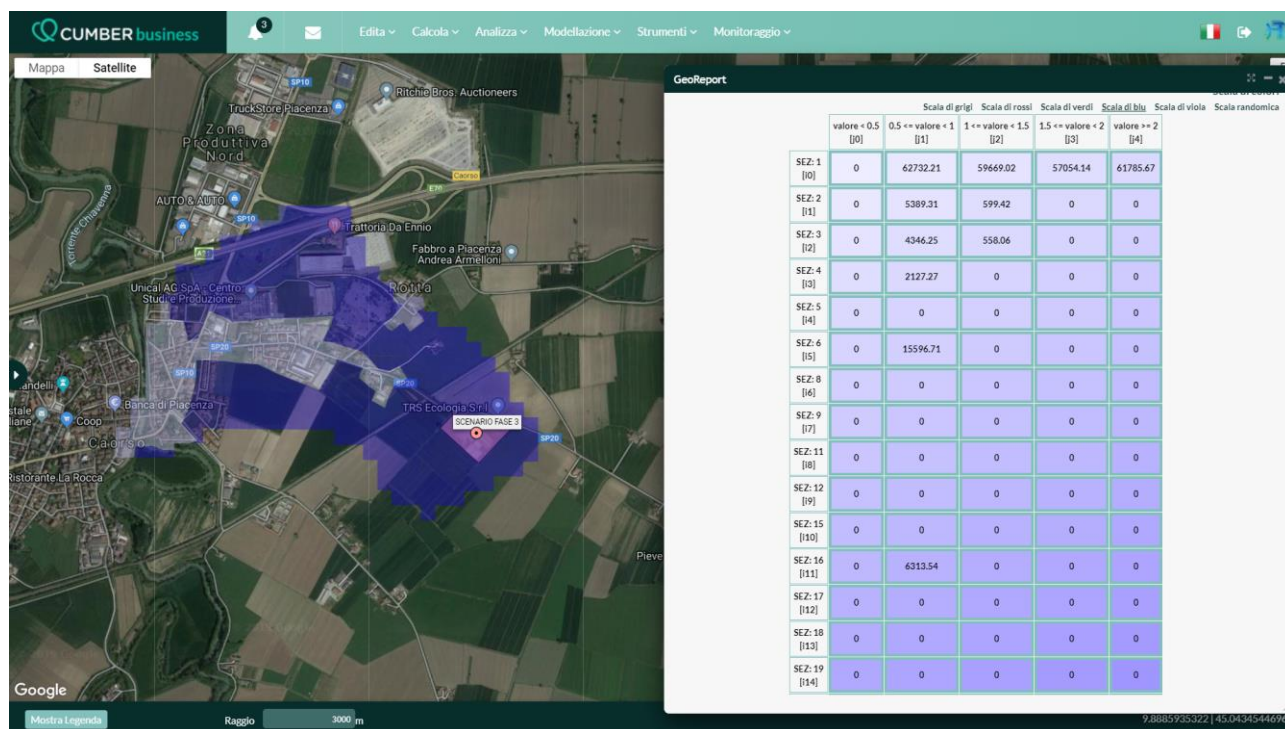 CUMBER business
3
Edita
Calcola
Analizza
Modellazione
Strumenti
Monitoraggio
Mappa Satellite
SP10
TruckStore Piacenza
Ritchie Bros. Auctioneers
Zona
Produttiva
Nord
Caorso
E70
AUTO & AUTO
SP10
Trattoria Da Ennio
Torrente Chiavenna
Fabbro a Piacenza
Andrea Armelloni
Unical AG SpA - Centro
Studi e Produzione...
Rotta
SP20
SP10
SP20
TRS Ecologia S.r.l
SCENARIO FASE 3
SP20
Banca di Piacenza
Coop
Caorso
Ristorante La Rocca
Pieve
Google
Mostra Legenda
Raggio 3000 m
9.8885935322 | 45.0434544696
GeoReport
Scala di grigi Scala di rossi Scala di verdi Scala di blu Scala di viola Scala randomica
valore < 0.5 0.5 <= valore < 1 1 <= valore < 1.5 1.5 <= valore < 2 valore >= 2
[j0] [j1] [j2] [j3] [j4]
SEZ: 1
[i0] 0 62732.21 59669.02 57054.14 61785.67
SEZ: 2
[i1] 0 5389.31 599.42 0 0
SEZ: 3
[i2] 0 4346.25 558.06 0 0
SEZ: 4
[i3] 0 2127.27 0 0 0
SEZ: 5
[i4] 0 0 0 0 0
SEZ: 6
[i5] 0 15596.71 0 0 0
SEZ: 8
[i6] 0 0 0 0 0
SEZ: 9
[i7] 0 0 0 0 0
SEZ: 11
[i8] 0 0 0 0 0
SEZ: 12
[i9] 0 0 0 0 0
SEZ: 15
[i10] 0 0 0 0 0
SEZ: 16
[i11] 0 6313.54 0 0 0
SEZ: 17
[i12] 0 0 0 0 0
SEZ: 18
[i13] 0 0 0 0 0
SEZ: 19
[i14] 0 0 0 0 0